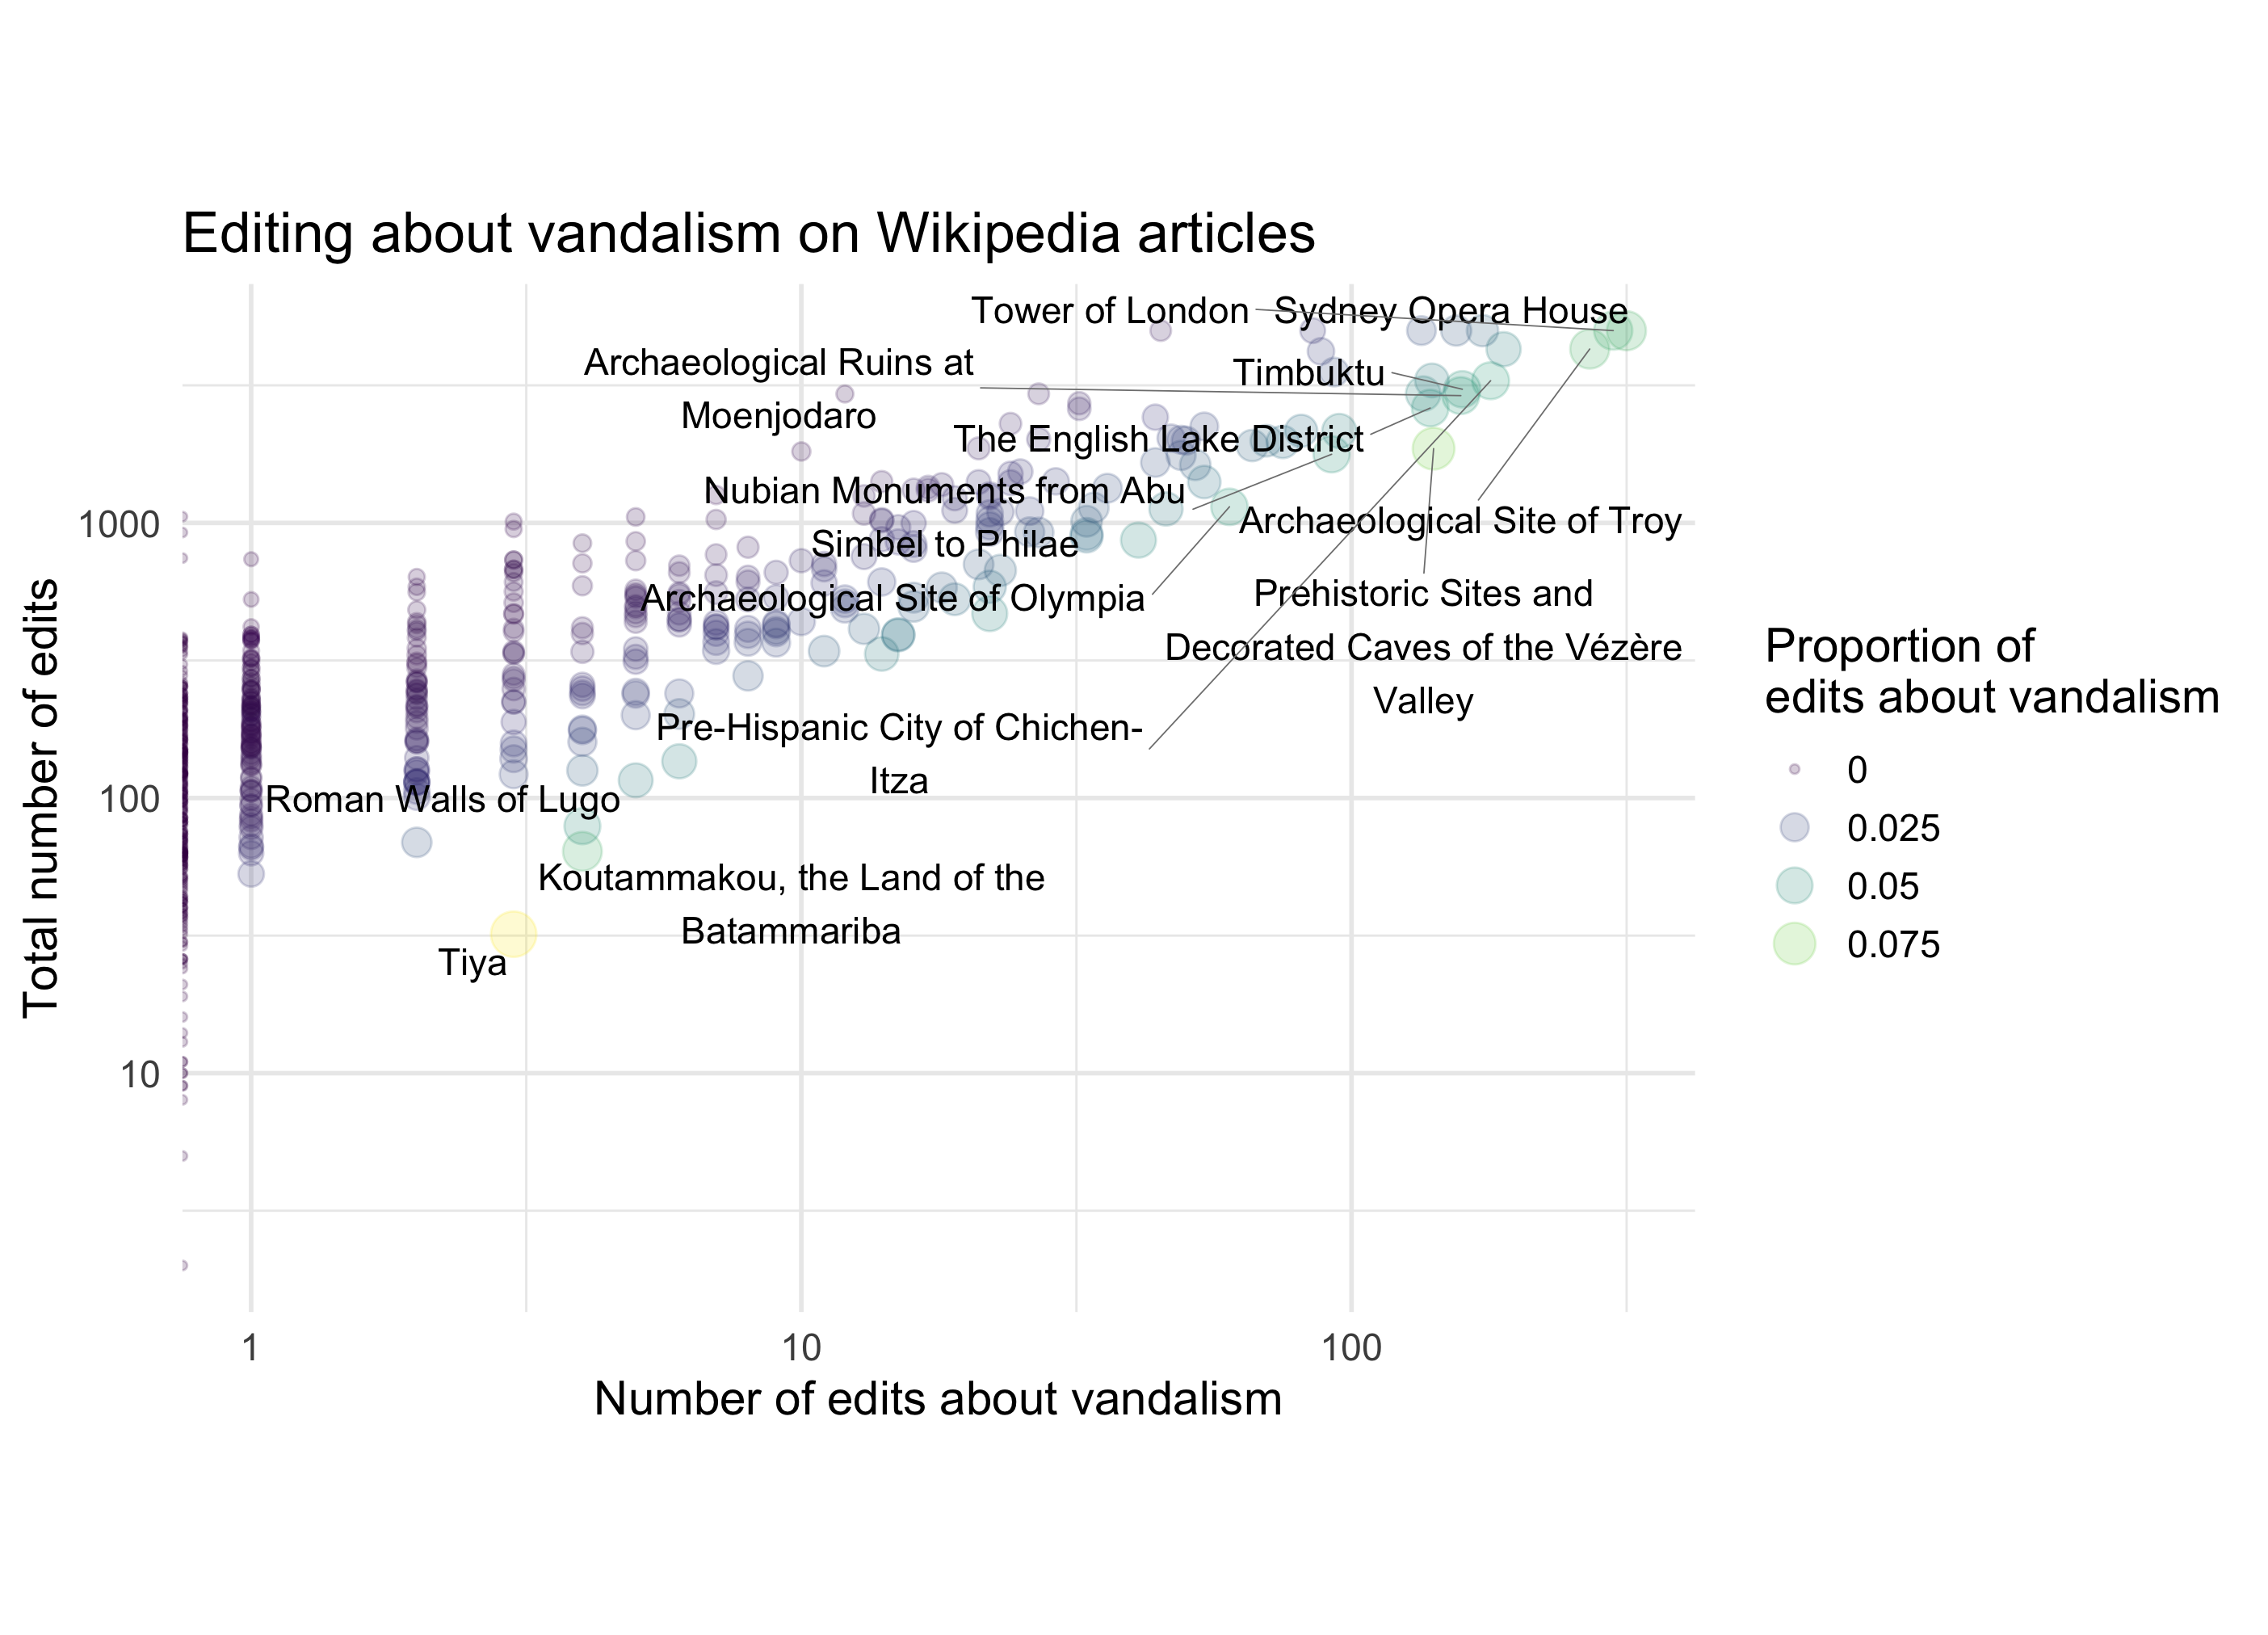 Editing about vandalism on Wikipedia articles
Tower of London
Sydney Opera House
Archaeological Ruins at
Moenjodaro
Timbuktu
The English Lake District
Nubian Monuments from Abu
Simbel to Philae
Archaeological Site of Troy
Archaeological Site of Olympia
Prehistoric Sites and
Decorated Caves of the Vézère
Valley
Pre-Hispanic City of Chichen-
Itza
Roman Walls of Lugo
Koutammakou, the Land of the
Batammariba
Tiya
1000
100
10
Total number of edits
1
10
100
Number of edits about vandalism
Proportion of
edits about vandalism
0
0.025
0.05
0.075